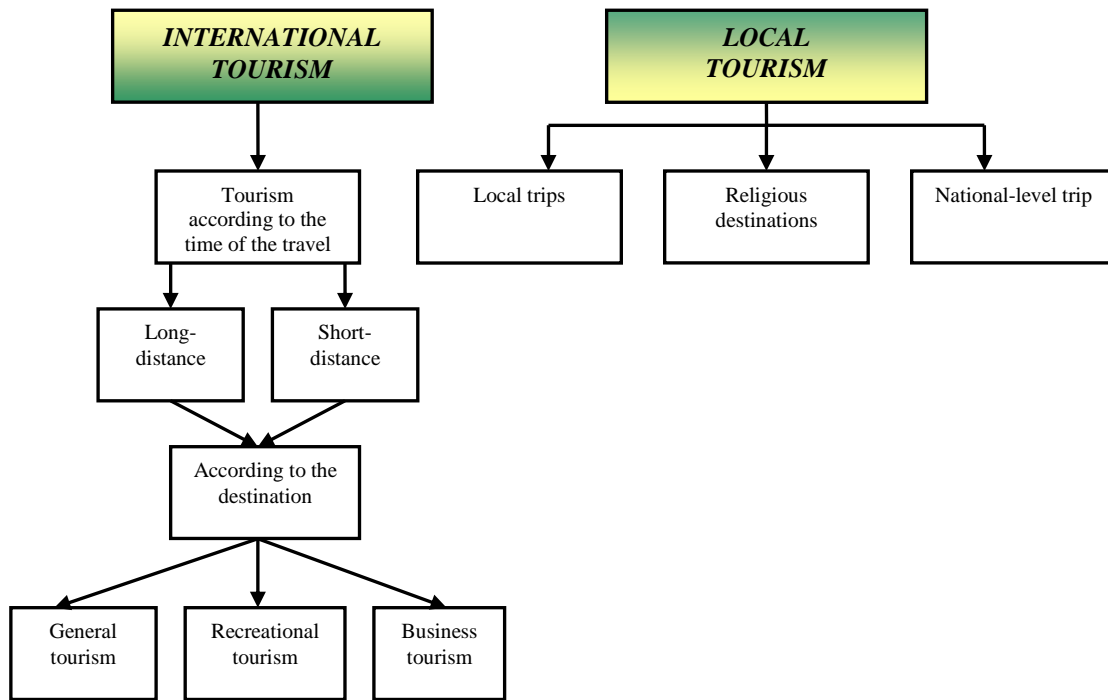 INTERNATIONAL
TOURISM
LOCAL
TOURISM
Tourism
according to the
time of the travel
Local trips
Religious
destinations
National-level trip
Long-
distance
Short-
distance
According to the
destination
General
tourism
Recreational
tourism
Business
tourism